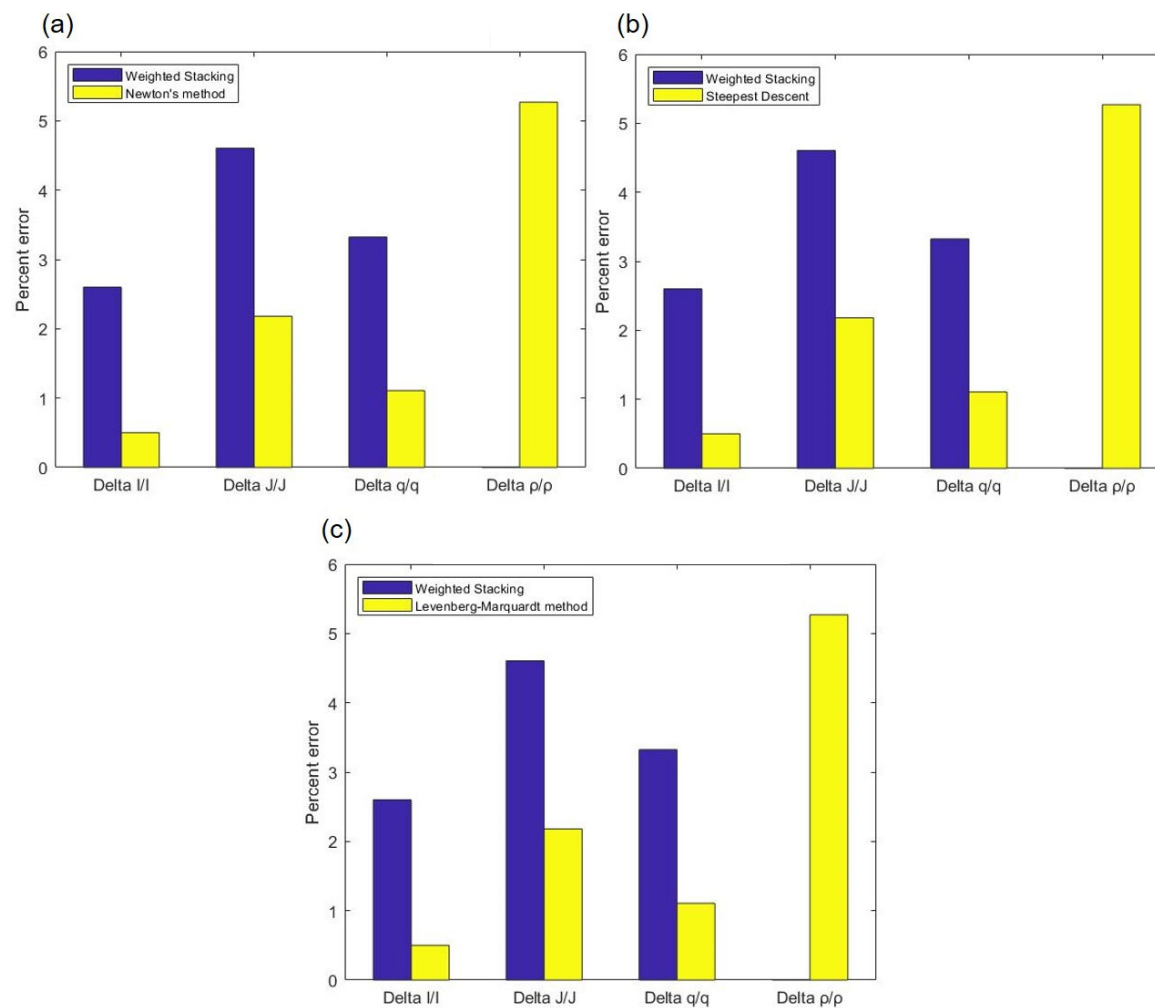 (a)
6
5
4
3
2
1
0
Percent error
Weighted Stacking
Newton's method
Delta I/I
Delta J/J
Delta q/q
Delta ρ/ρ
(b)
6
5
4
3
2
1
0
Percent error
Weighted Stacking
Steepest Descent
Delta I/I
Delta J/J
Delta q/q
Delta ρ/ρ
(c)
6
5
4
3
2
1
0
Percent error
Weighted Stacking
Levenberg-Marquardt method
Delta I/I
Delta J/J
Delta q/q
Delta ρ/ρ